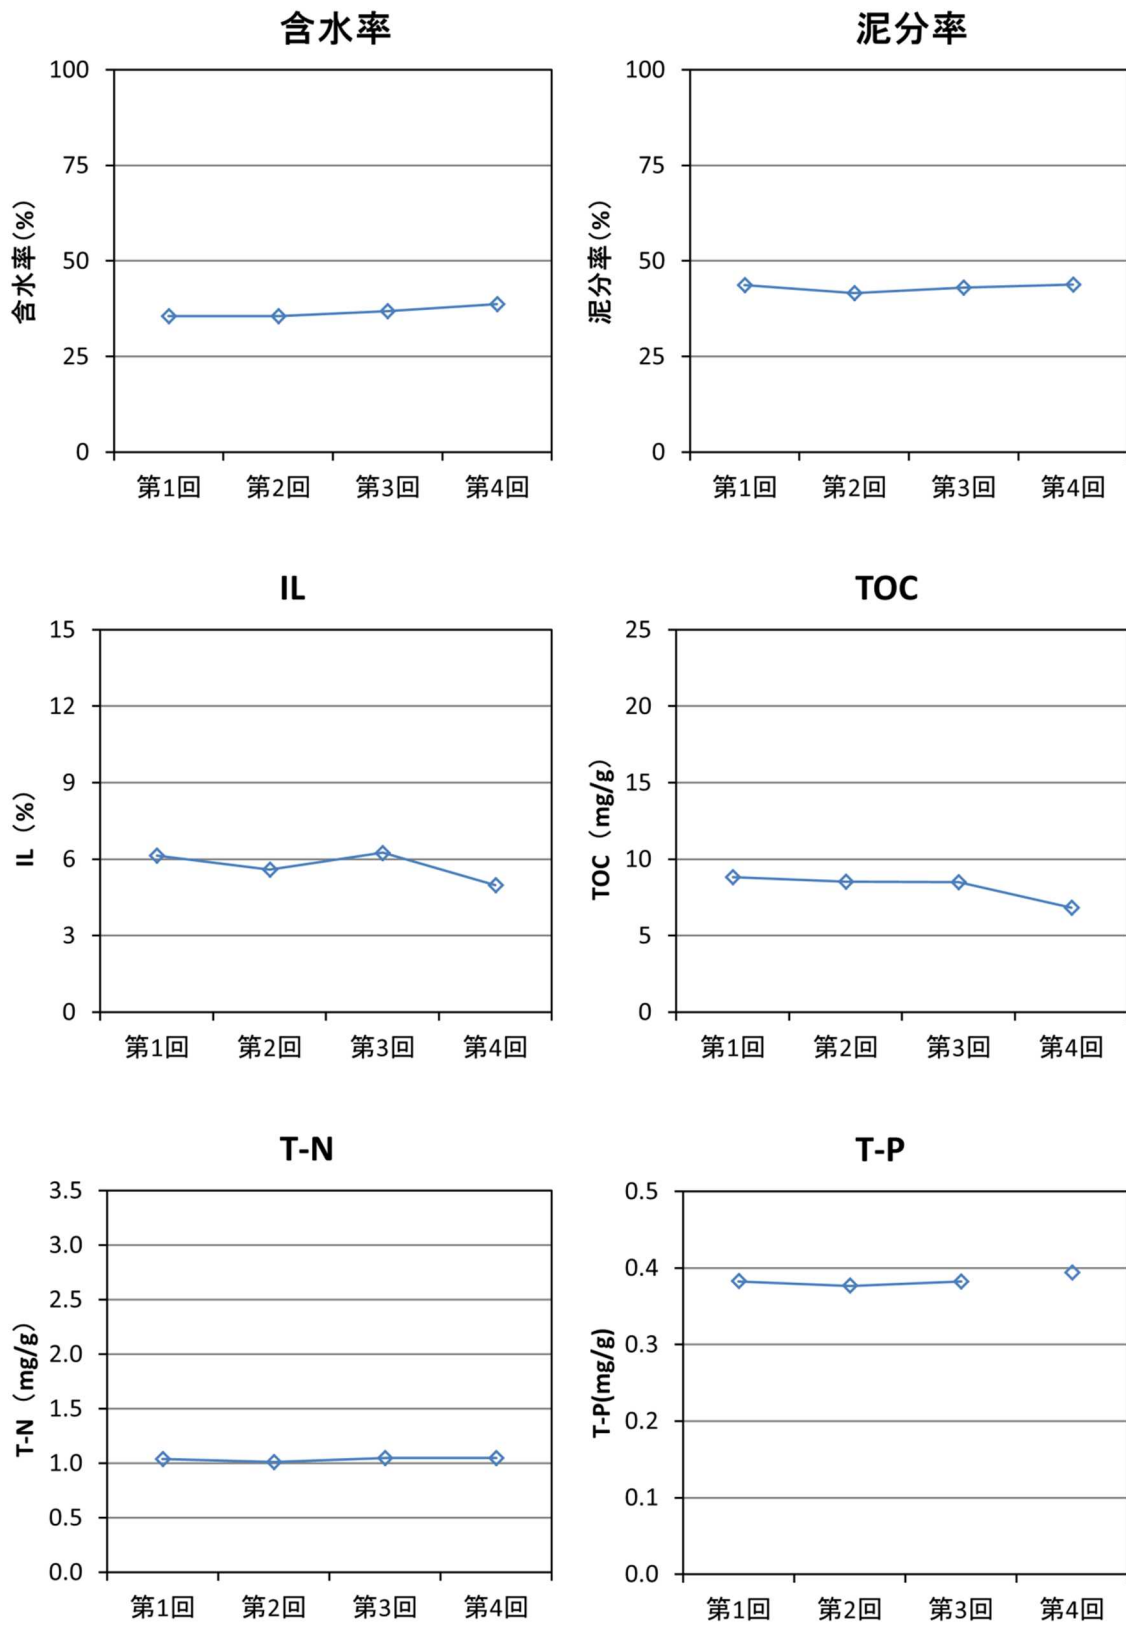 含水率
100
75
50
25
0
含水率(%)
第1回 第2回 第3回 第4回
泥分率
100
75
50
25
0
泥分率(%)
第1回 第2回 第3回 第4回
IL
15
12
9
6
3
0
IL（%）
第1回 第2回 第3回 第4回
TOC
25
20
15
10
5
0
TOC（mg/g）
第1回 第2回 第3回 第4回
T-N
3.5
3.0
2.5
2.0
1.5
1.0
0.5
0.0
T-N（mg/g）
第1回 第2回 第3回 第4回
T-P
0.5
0.4
0.3
0.2
0.1
0.0
T-P(mg/g)
第1回 第2回 第3回 第4回